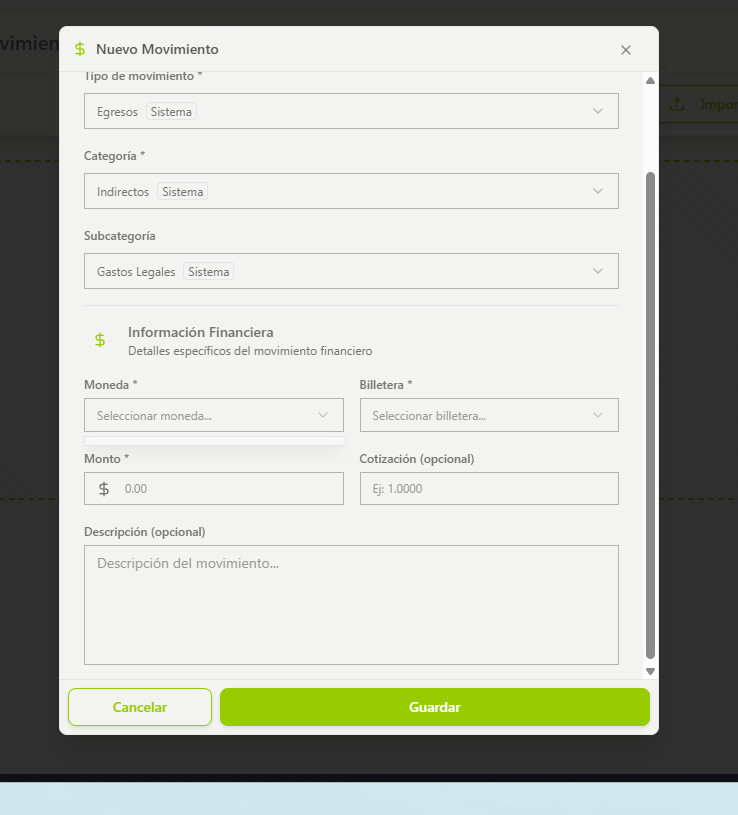 Nuevo Movimiento
Tipo de movimiento *
Egresos Sistema
Categoría *
Indirectos Sistema
Subcategoría
Gastos Legales Sistema
$ Información Financiera
Detalles específicos del movimiento financiero
Moneda * Billetera *
Seleccionar moneda... Seleccionar billetera...
Monto * Cotización (opcional)
$ 0.00 Ej: 1.0000
Descripción (opcional)
Descripción del movimiento...
Cancelar Guardar